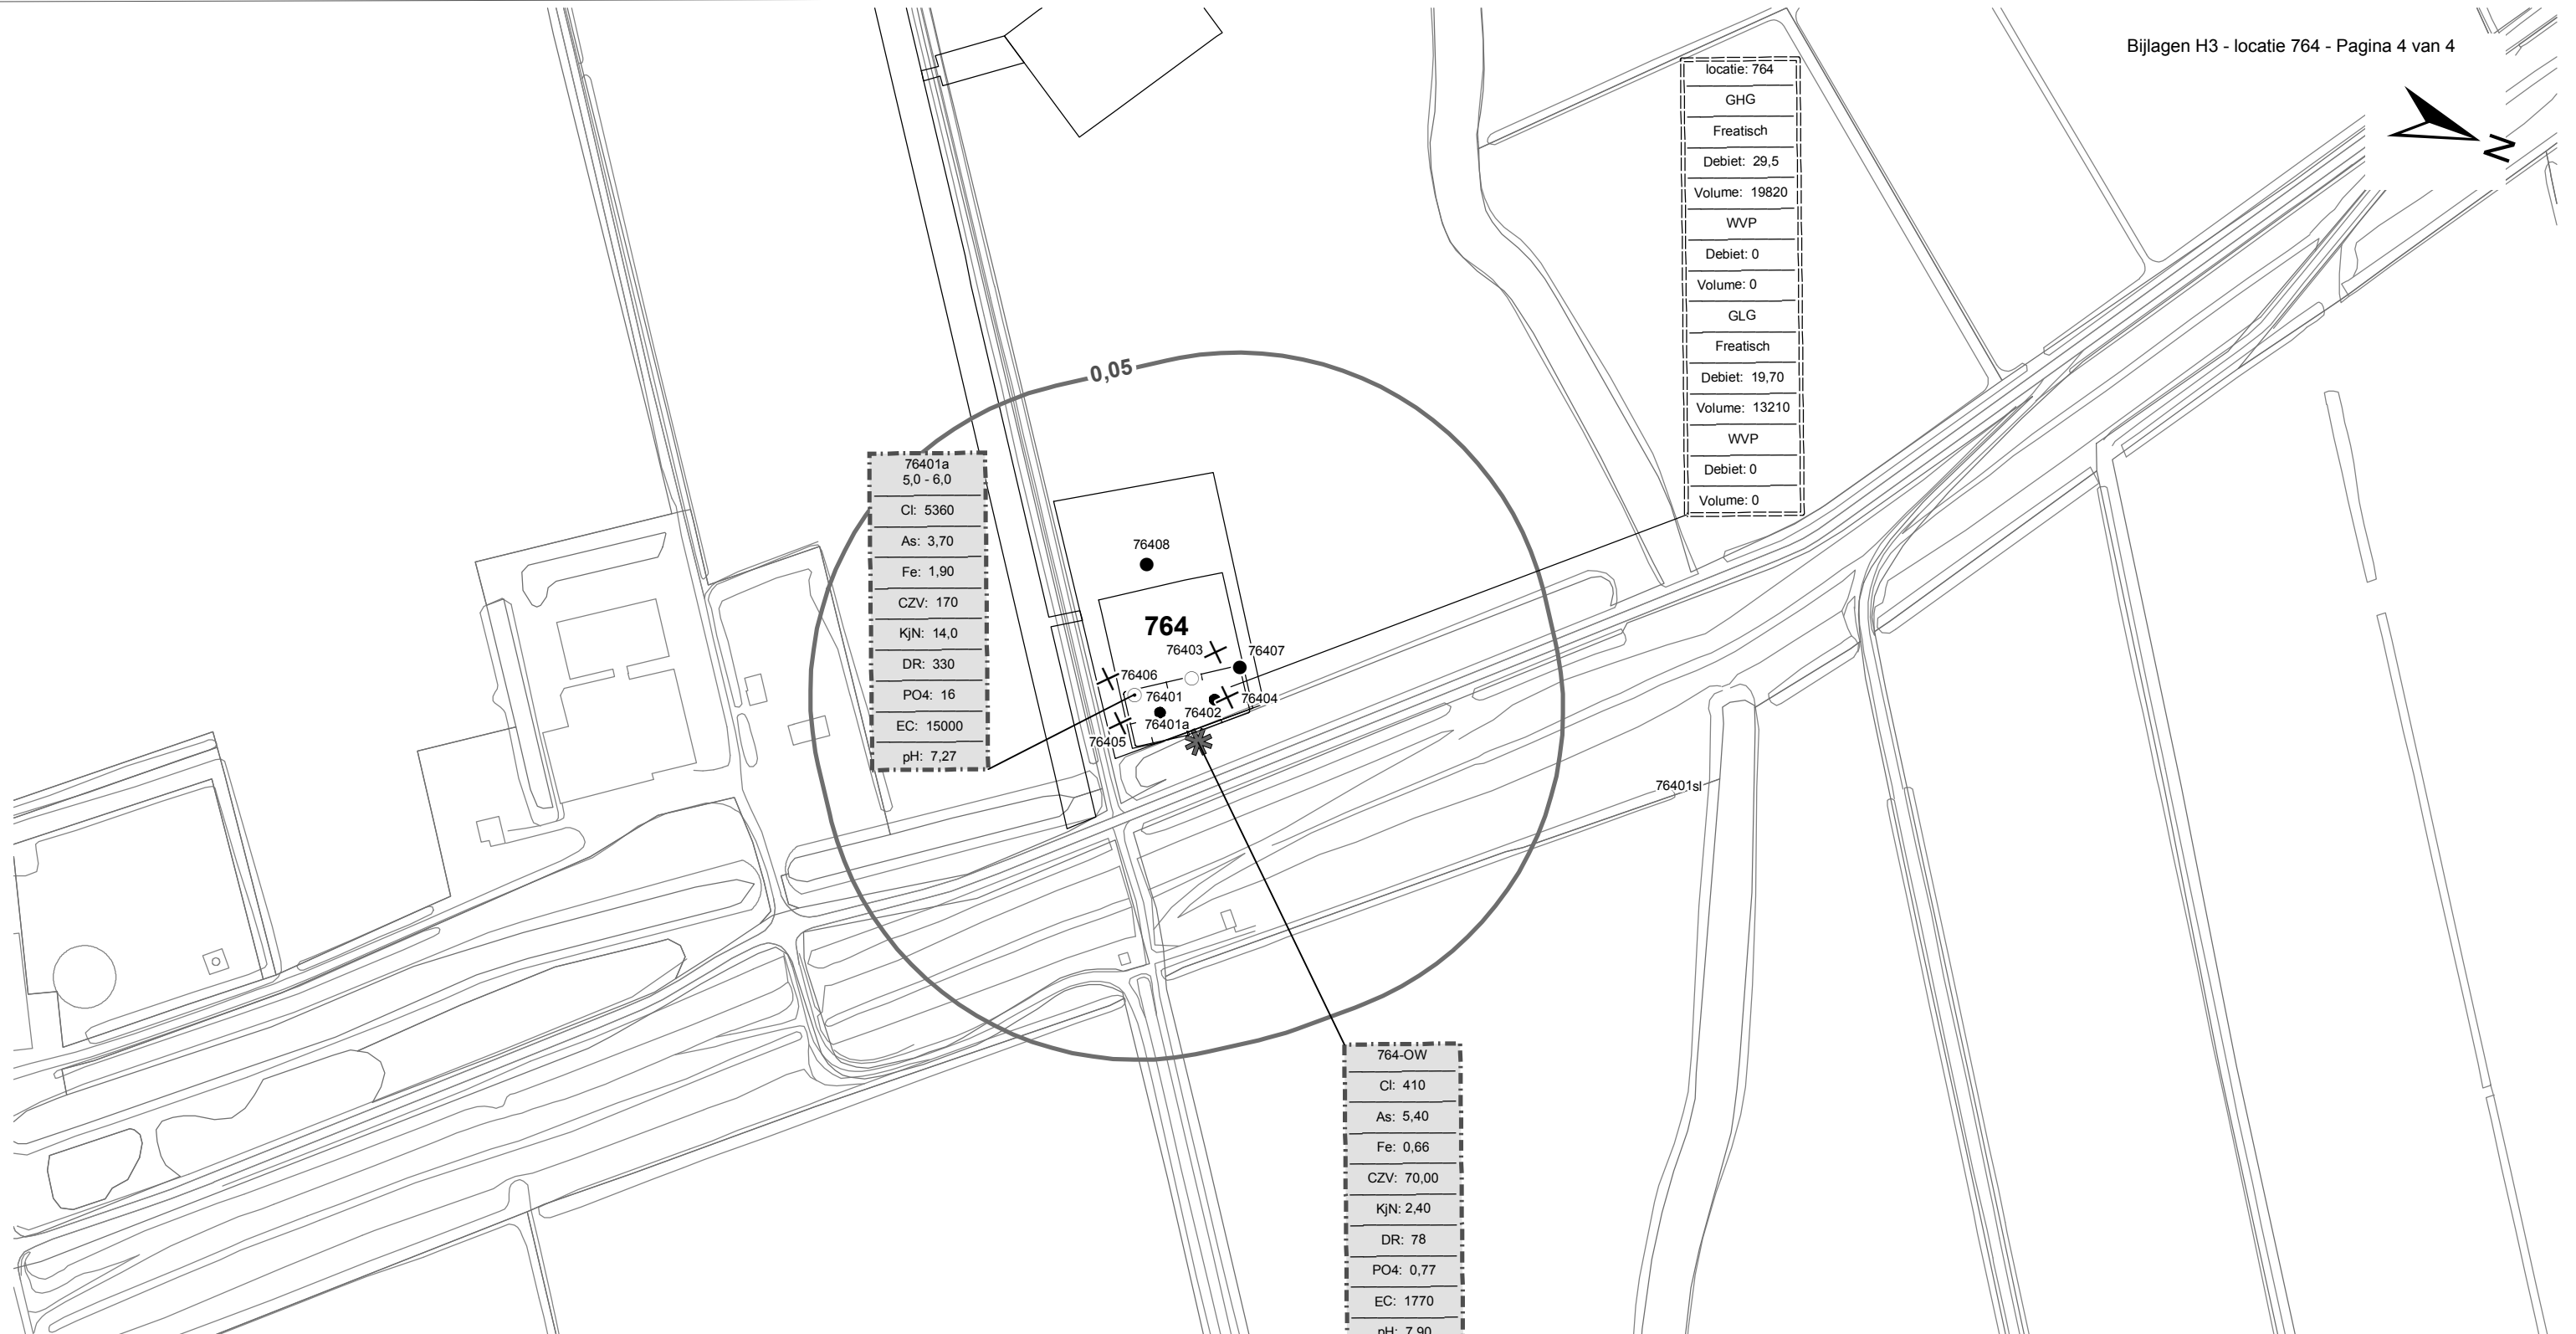 Bijlagen H3 - locatie 764 - Pagina 4 van 4
N
locatie: 764
GHG
Freatisch
Debiet: 29,5
Volume: 19820
WVP
Debiet: 0
Volume: 0
GLG
Freatisch
Debiet: 19,70
Volume: 13210
WVP
Debiet: 0
Volume: 0
0,05
76401a
5,0 - 6,0
Cl: 5360
As: 3,70
Fe: 1,90
CZV: 170
KjN: 14,0
DR: 330
PO4: 16
EC: 15000
pH: 7,27
76408
764
76403
76407
76406
76401
76404
76402
76401a
76405
76401sl
764-OW
Cl: 410
As: 5,40
Fe: 0,66
CZV: 70,00
KjN: 2,40
DR: 78
PO4: 0,77
EC: 1770
pH: 7,90